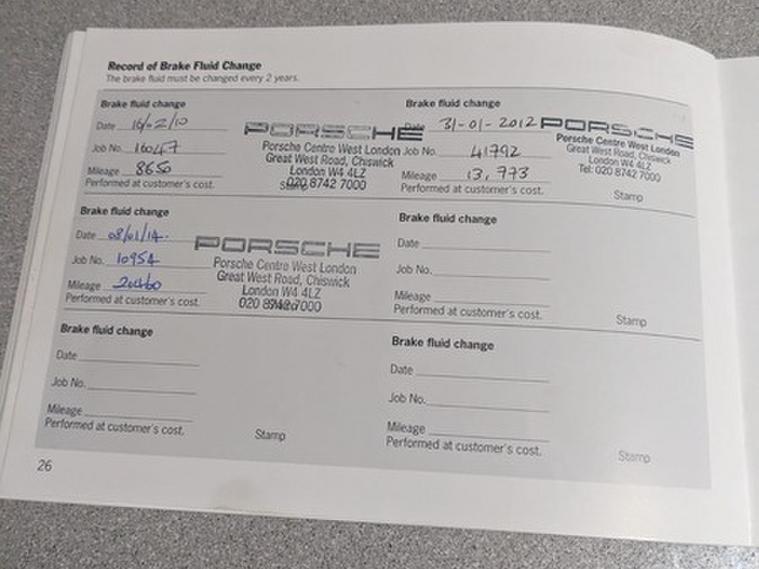 Record of Brake Fluid Change
The brake fluid must be changed every 2 years.
Brake fluid change
Date 16/02/10
Job No. 16047
Mileage 8650
Performed at customer's cost.
PORSCHE
Porsche Centre West London
Great West Road, Chiswick
London W4 4LZ
020 8742 7000
Stamp
Brake fluid change
Date 31-01-2012
Job No. 41792
Mileage 13,773
Performed at customer's cost.
PORSCHE
Porsche Centre West London
Great West Road, Chiswick
London W4 4LZ
Tel: 020 8742 7000
Stamp
Brake fluid change
Date 08/01/14.
Job No. 10954
Mileage 20460
Performed at customer's cost.
PORSCHE
Porsche Centre West London
Great West Road, Chiswick
London W4 4LZ
020 8742 7000
Stamp
Brake fluid change
Date
Job No.
Mileage
Performed at customer's cost.
Stamp
Brake fluid change
Date
Job No.
Mileage
Performed at customer's cost.
Stamp
Brake fluid change
Date
Job No.
Mileage
Performed at customer's cost.
Stamp
26